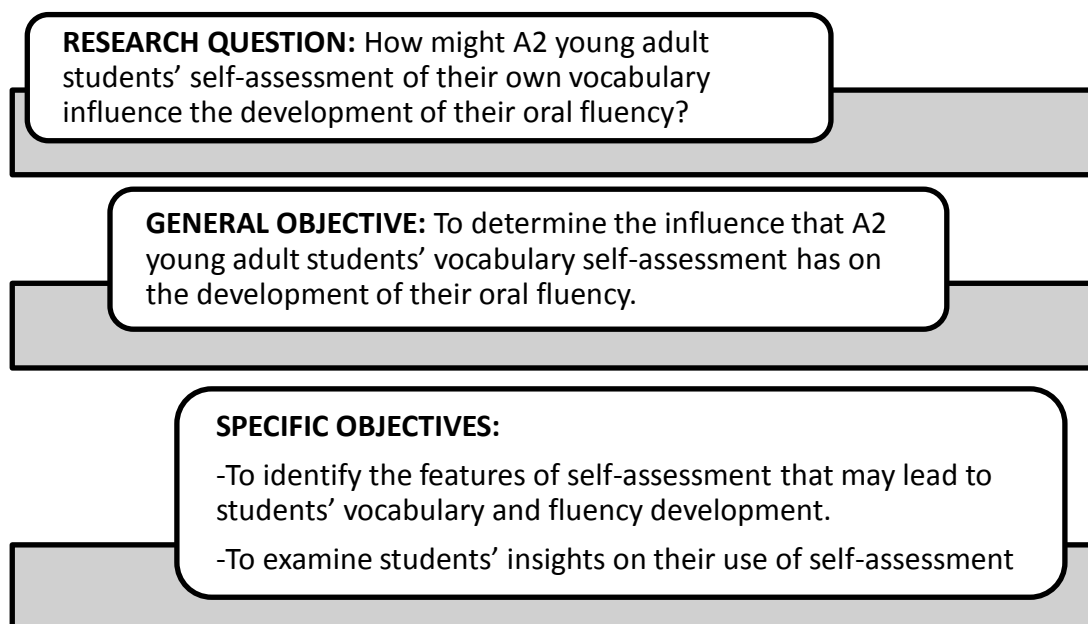 RESEARCH QUESTION: How might A2 young adult
students’ self-assessment of their own vocabulary
influence the development of their oral fluency?
GENERAL OBJECTIVE: To determine the influence that A2
young adult students’ vocabulary self-assessment has on
the development of their oral fluency.
SPECIFIC OBJECTIVES:
-To identify the features of self-assessment that may lead to
students’ vocabulary and fluency development.
-To examine students’ insights on their use of self-assessment